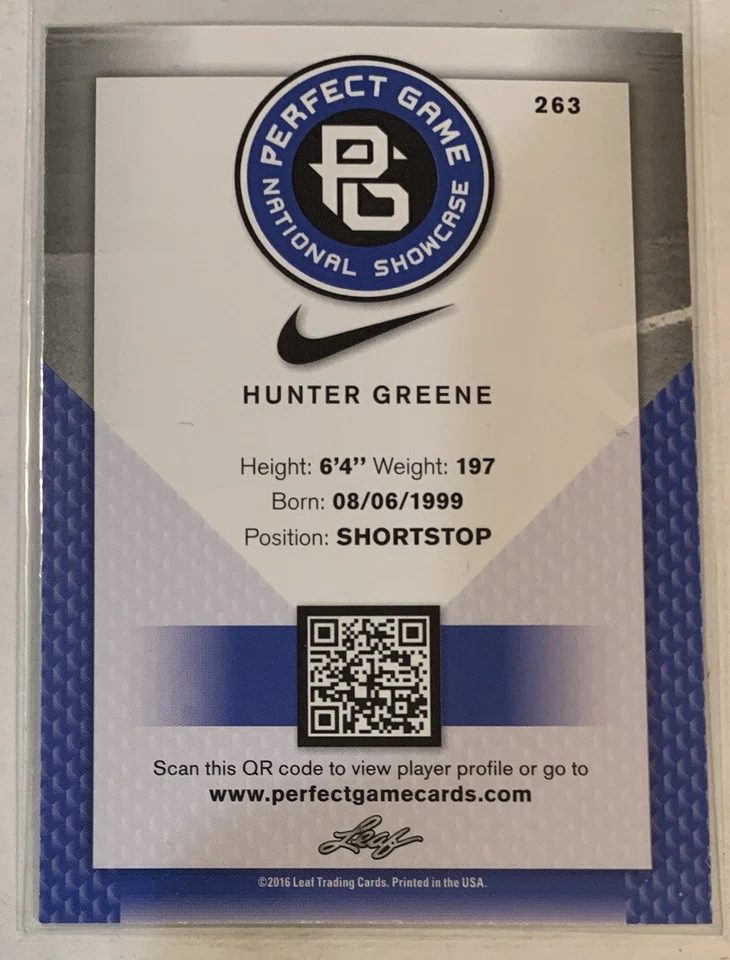 263
PERFECT GAME
PG
NATIONAL SHOWCASE
HUNTER GREENE
Height: 6'4'' Weight: 197
Born: 08/06/1999
Position: SHORTSTOP
Scan this QR code to view player profile or go to
www.perfectgamecards.com
Leaf
©2016 Leaf Trading Cards. Printed in the USA.